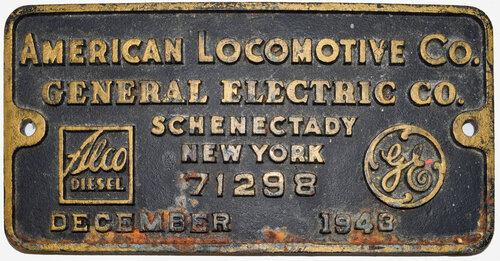 AMERICAN LOCOMOTIVE CO.
GENERAL ELECTRIC CO.
SCHENECTADY
NEW YORK
Alco
DIESEL
71298
GE
DECEMBER 1943